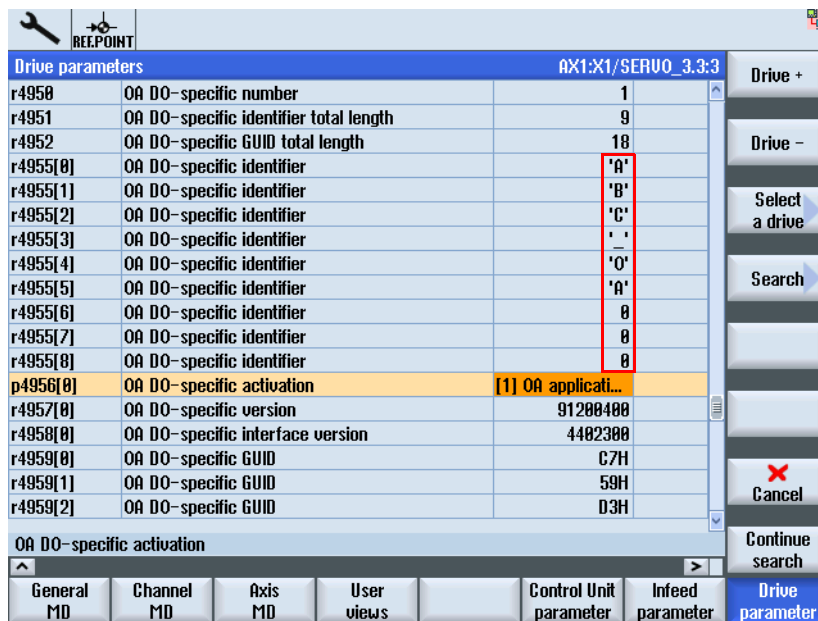 REF.POINT
Drive parameters AX1:X1/SERVO_3.3:3
r4950 OA DO-specific number 1
r4951 OA DO-specific identifier total length 9
r4952 OA DO-specific GUID total length 18
r4955[0] OA DO-specific identifier 'A'
r4955[1] OA DO-specific identifier 'B'
r4955[2] OA DO-specific identifier 'C'
r4955[3] OA DO-specific identifier '_'
r4955[4] OA DO-specific identifier 'O'
r4955[5] OA DO-specific identifier 'A'
r4955[6] OA DO-specific identifier 0
r4955[7] OA DO-specific identifier 0
r4955[8] OA DO-specific identifier 0
p4956[0] OA DO-specific activation [1] OA applicati...
r4957[0] OA DO-specific version 91200400
r4958[0] OA DO-specific interface version 4402300
r4959[0] OA DO-specific GUID C7H
r4959[1] OA DO-specific GUID 59H
r4959[2] OA DO-specific GUID D3H
OA DO-specific activation
Drive +
Drive -
Select
a drive
Search
Cancel
Continue
search
General MD
Channel MD
Axis MD
User views
Control Unit parameter
Infeed parameter
Drive parameter